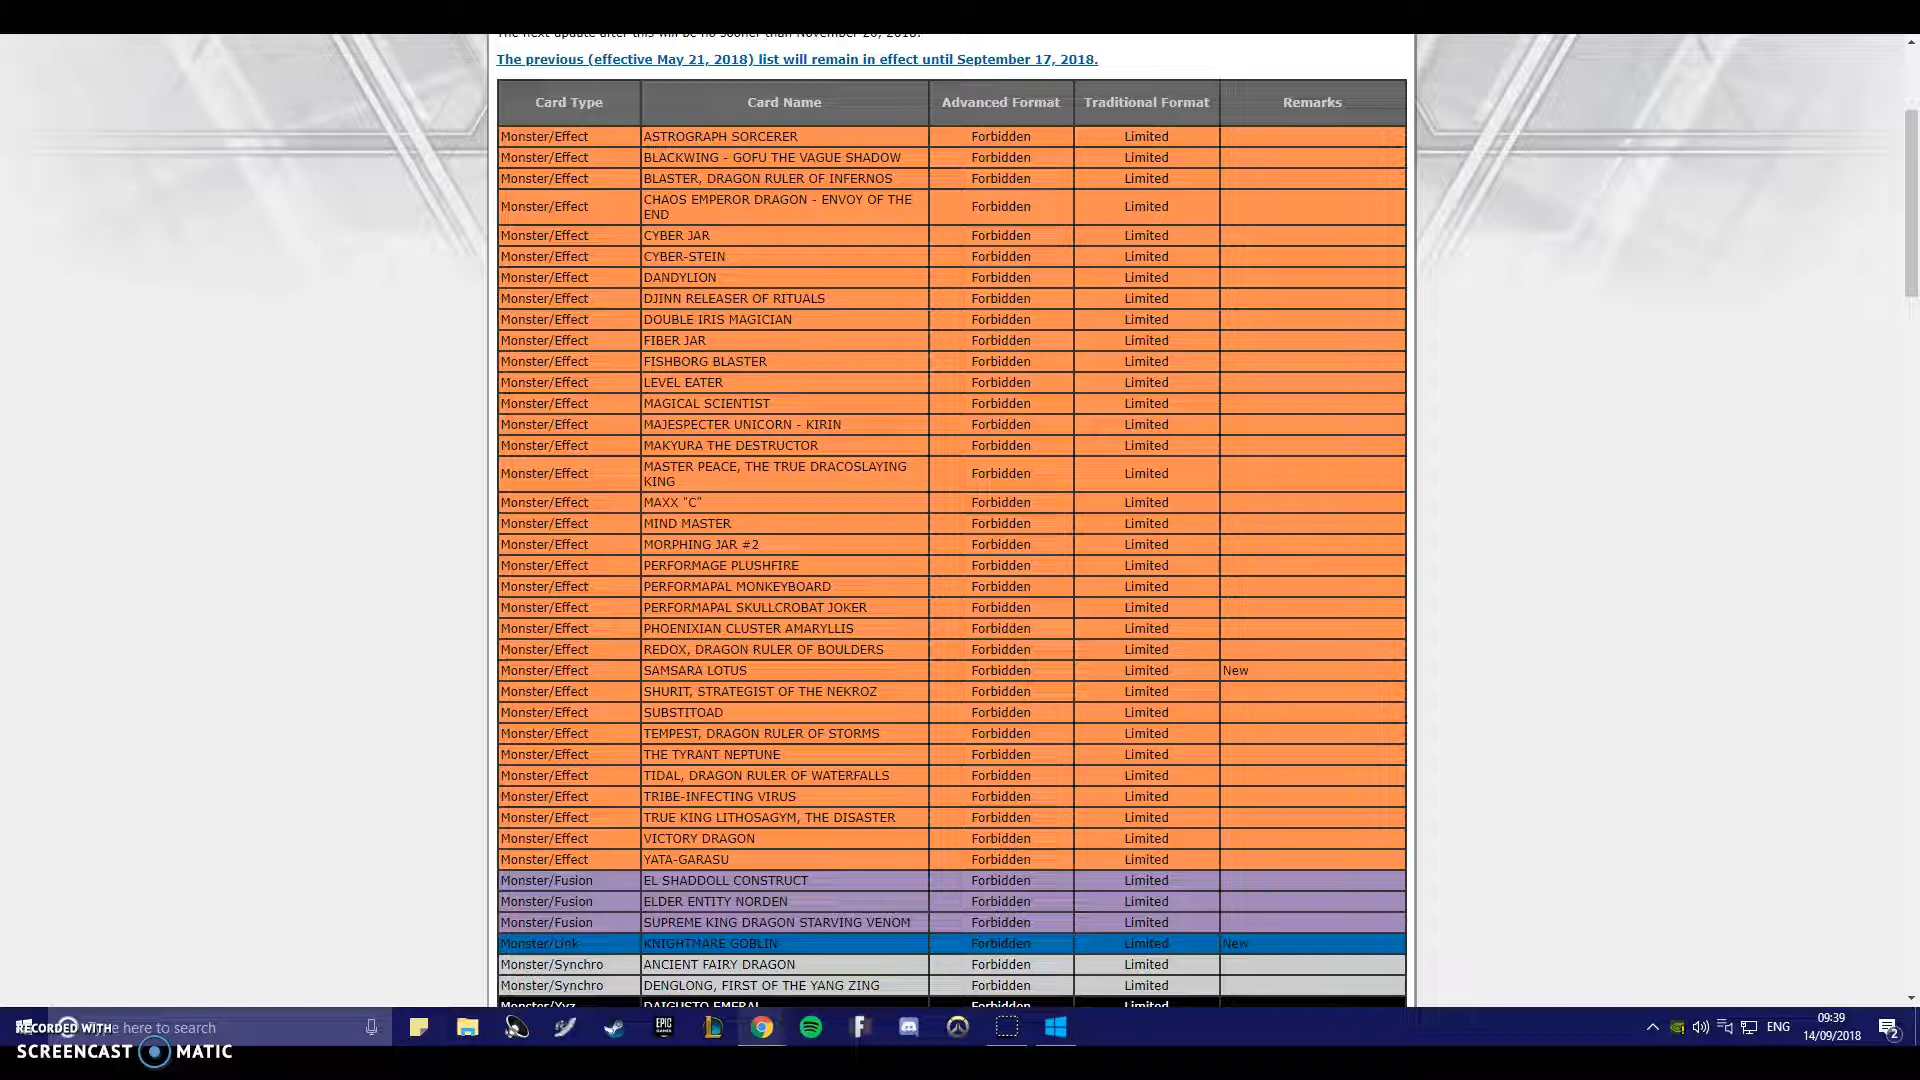 The next update after this will be no sooner than November 26, 2018.
The previous (effective May 21, 2018) list will remain in effect until September 17, 2018.
Card Type Card Name Advanced Format Traditional Format Remarks
Monster/Effect ASTROGRAPH SORCERER Forbidden Limited
Monster/Effect BLACKWING - GOFU THE VAGUE SHADOW Forbidden Limited
Monster/Effect BLASTER, DRAGON RULER OF INFERNOS Forbidden Limited
Monster/Effect CHAOS EMPEROR DRAGON - ENVOY OF THE Forbidden Limited
END
Monster/Effect CYBER JAR Forbidden Limited
Monster/Effect CYBER-STEIN Forbidden Limited
Monster/Effect DANDYLION Forbidden Limited
Monster/Effect DJINN RELEASER OF RITUALS Forbidden Limited
Monster/Effect DOUBLE IRIS MAGICIAN Forbidden Limited
Monster/Effect FIBER JAR Forbidden Limited
Monster/Effect FISHBORG BLASTER Forbidden Limited
Monster/Effect LEVEL EATER Forbidden Limited
Monster/Effect MAGICAL SCIENTIST Forbidden Limited
Monster/Effect MAJESPECTER UNICORN - KIRIN Forbidden Limited
Monster/Effect MAKYURA THE DESTRUCTOR Forbidden Limited
Monster/Effect MASTER PEACE, THE TRUE DRACOSLAYING Forbidden Limited
KING
Monster/Effect MAXX "C" Forbidden Limited
Monster/Effect MIND MASTER Forbidden Limited
Monster/Effect MORPHING JAR #2 Forbidden Limited
Monster/Effect PERFORMAGE PLUSHFIRE Forbidden Limited
Monster/Effect PERFORMAPAL MONKEYBOARD Forbidden Limited
Monster/Effect PERFORMAPAL SKULLCROBAT JOKER Forbidden Limited
Monster/Effect PHOENIXIAN CLUSTER AMARYLLIS Forbidden Limited
Monster/Effect REDOX, DRAGON RULER OF BOULDERS Forbidden Limited
Monster/Effect SAMSARA LOTUS Forbidden Limited New
Monster/Effect SHURIT, STRATEGIST OF THE NEKROZ Forbidden Limited
Monster/Effect SUBSTITOAD Forbidden Limited
Monster/Effect TEMPEST, DRAGON RULER OF STORMS Forbidden Limited
Monster/Effect THE TYRANT NEPTUNE Forbidden Limited
Monster/Effect TIDAL, DRAGON RULER OF WATERFALLS Forbidden Limited
Monster/Effect TRIBE-INFECTING VIRUS Forbidden Limited
Monster/Effect TRUE KING LITHOSAGYM, THE DISASTER Forbidden Limited
Monster/Effect VICTORY DRAGON Forbidden Limited
Monster/Effect YATA-GARASU Forbidden Limited
Monster/Fusion EL SHADDOLL CONSTRUCT Forbidden Limited
Monster/Fusion ELDER ENTITY NORDEN Forbidden Limited
Monster/Fusion SUPREME KING DRAGON STARVING VENOM Forbidden Limited
Monster/Link KNIGHTMARE GOBLIN Forbidden Limited New
Monster/Synchro ANCIENT FAIRY DRAGON Forbidden Limited
Monster/Synchro DENGLONG, FIRST OF THE YANG ZING Forbidden Limited
Monster/Xyz DAIGUSTO EMERAL Forbidden Limited
RECORDED WITH here to search
SCREENCAST MATIC
EPIC GAMES
ENG
09:39
14/09/2018
2